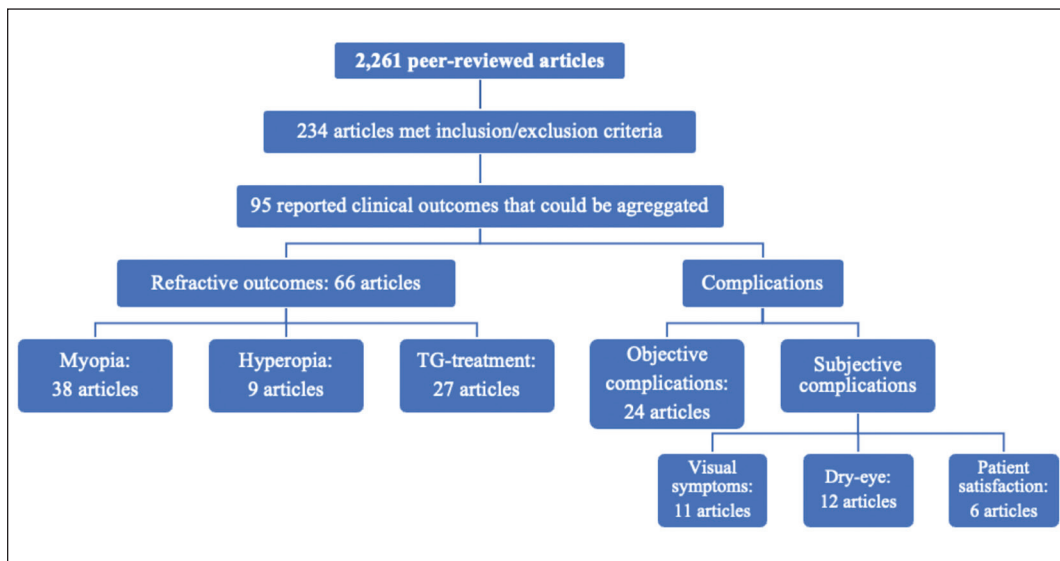 2,261 peer-reviewed articles
234 articles met inclusion/exclusion criteria
95 reported clinical outcomes that could be agreggated
Refractive outcomes: 66 articles
Complications
Myopia:
38 articles
Hyperopia:
9 articles
TG-treatment:
27 articles
Objective
complications:
24 articles
Subjective
complications
Visual
symptoms:
11 articles
Dry-eye:
12 articles
Patient
satisfaction:
6 articles